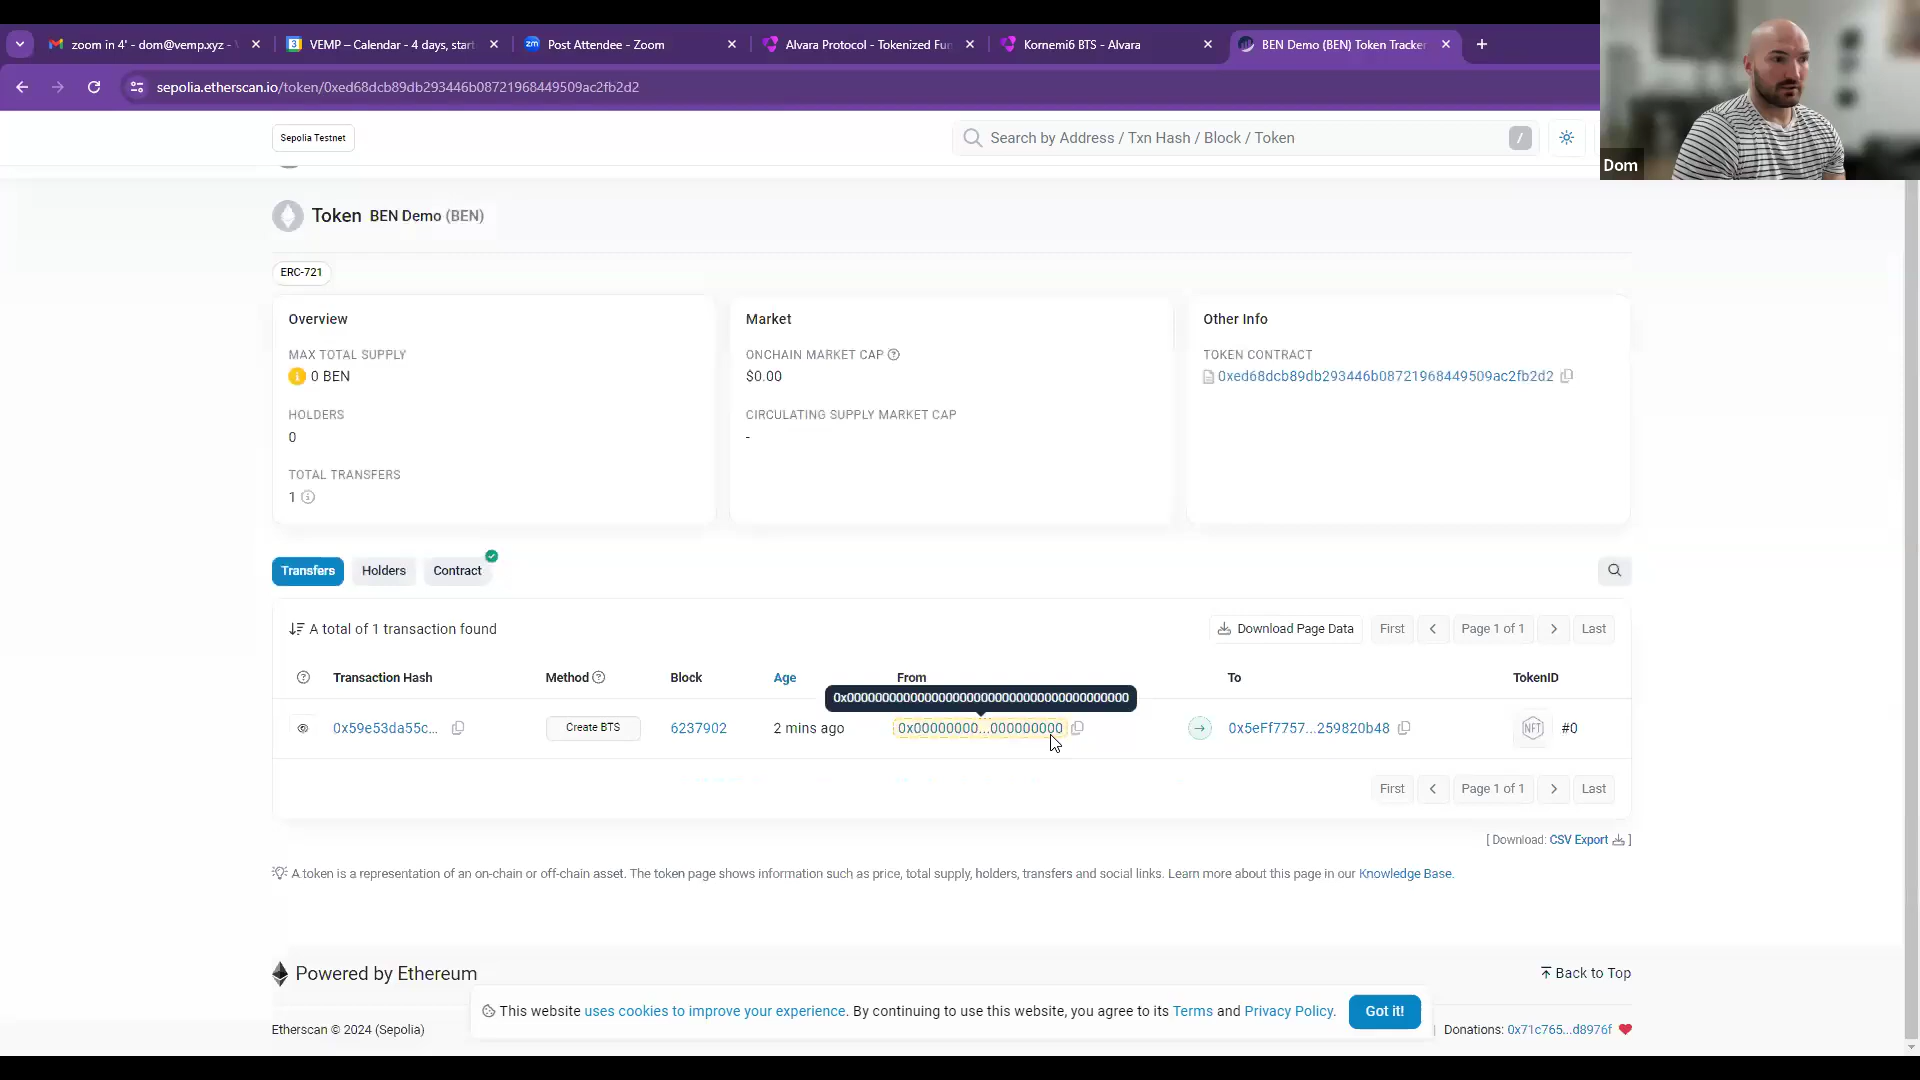 zoom in 4' - dom@vemp.xyz -
VEMP – Calendar - 4 days, start
zm Post Attendee - Zoom
Alvara Protocol - Tokenized Fun
Kornemi6 BTS - Alvara
BEN Demo (BEN) Token Tracker
sepolia.etherscan.io/token/0xed68dcb89db293446b08721968449509ac2fb2d2
Dom
Sepolia Testnet
Search by Address / Txn Hash / Block / Token
/
Token BEN Demo (BEN)
ERC-721
Overview
MAX TOTAL SUPPLY
0 BEN
HOLDERS
0
TOTAL TRANSFERS
1
Market
ONCHAIN MARKET CAP
$0.00
CIRCULATING SUPPLY MARKET CAP
-
Other Info
TOKEN CONTRACT
0xed68dcb89db293446b08721968449509ac2fb2d2
Transfers Holders Contract
A total of 1 transaction found
Download Page Data First Page 1 of 1 Last
Transaction Hash Method Block Age From To TokenID
0x0000000000000000000000000000000000000000
0x59e53da55c... Create BTS 6237902 2 mins ago 0x00000000...000000000 0x5eFf7757...259820b48 NFT #0
First Page 1 of 1 Last
[ Download: CSV Export ]
A token is a representation of an on-chain or off-chain asset. The token page shows information such as price, total supply, holders, transfers and social links. Learn more about this page in our Knowledge Base.
Powered by Ethereum
Back to Top
This website uses cookies to improve your experience. By continuing to use this website, you agree to its Terms and Privacy Policy. Got it!
Etherscan © 2024 (Sepolia)
Donations: 0x71c765...d8976f